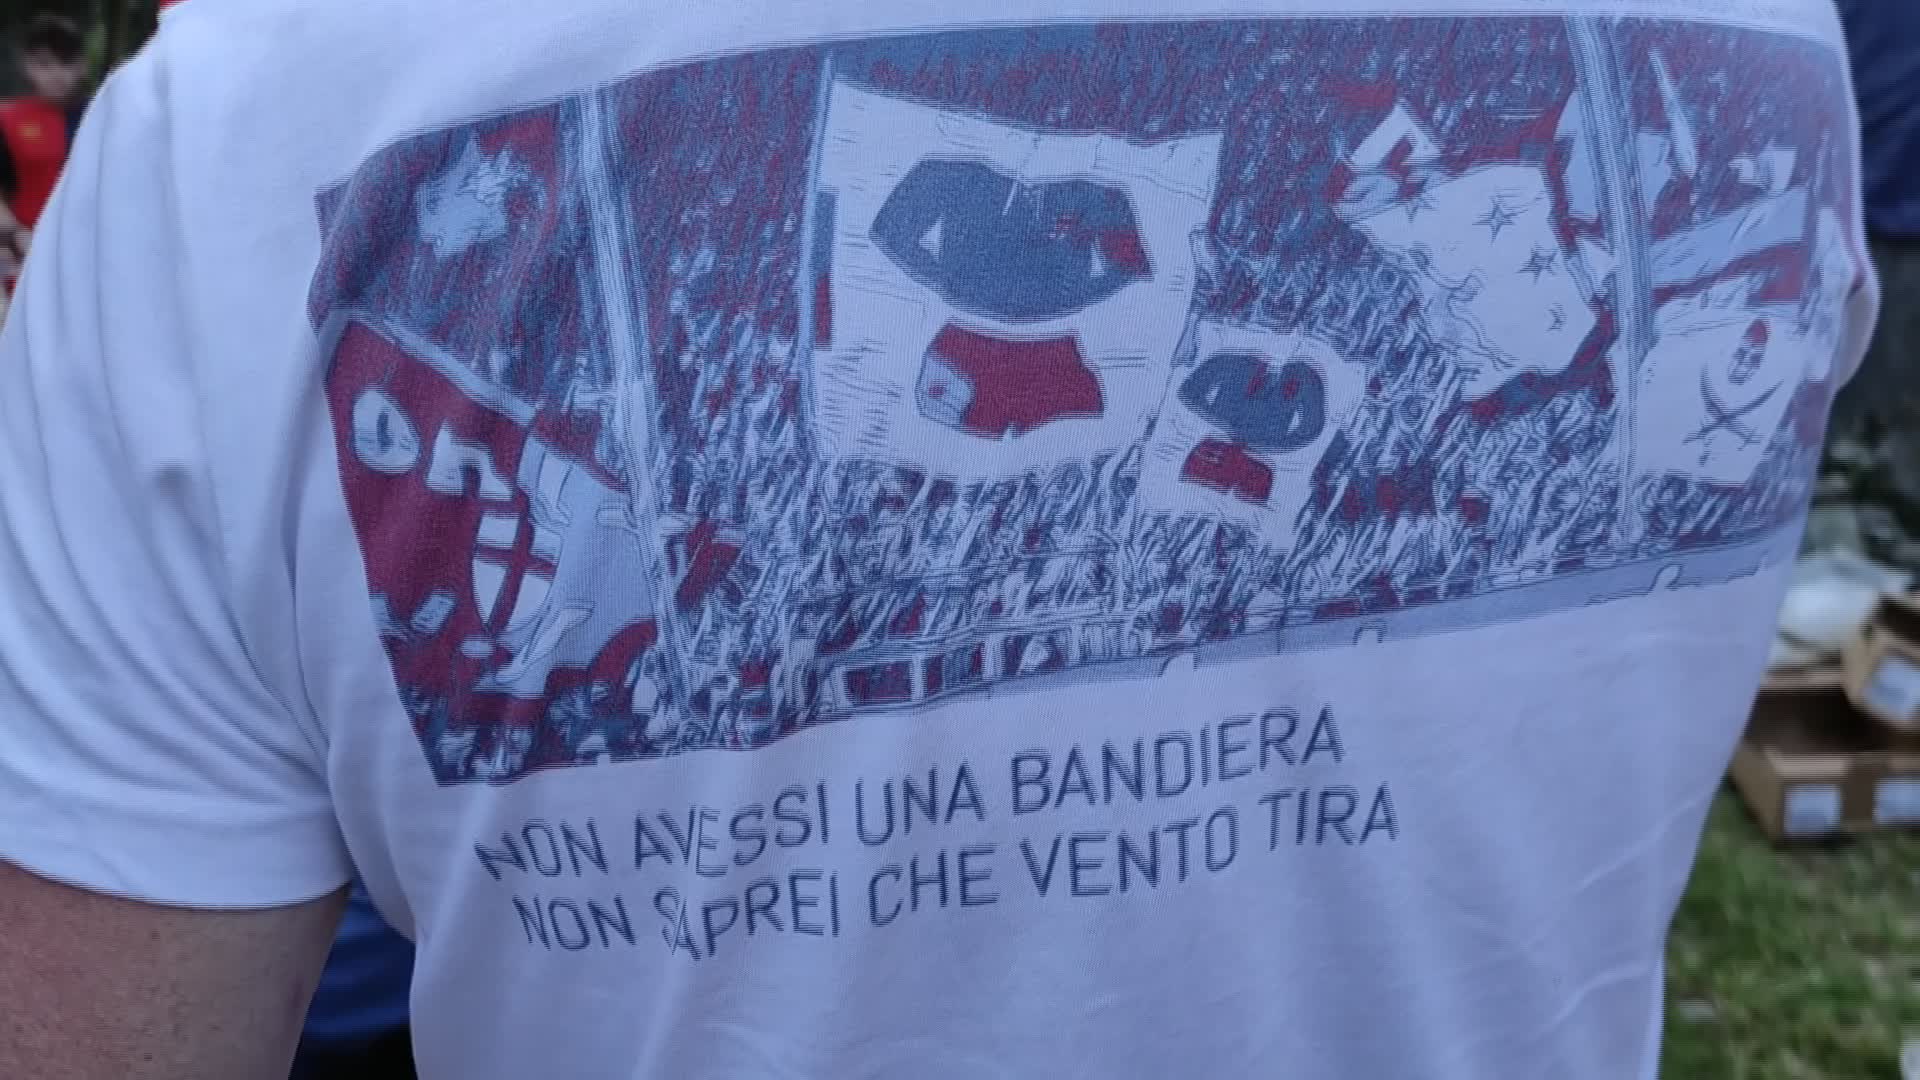 NON AVESSI UNA BANDIERA
NON SAPREI CHE VENTO TIRA